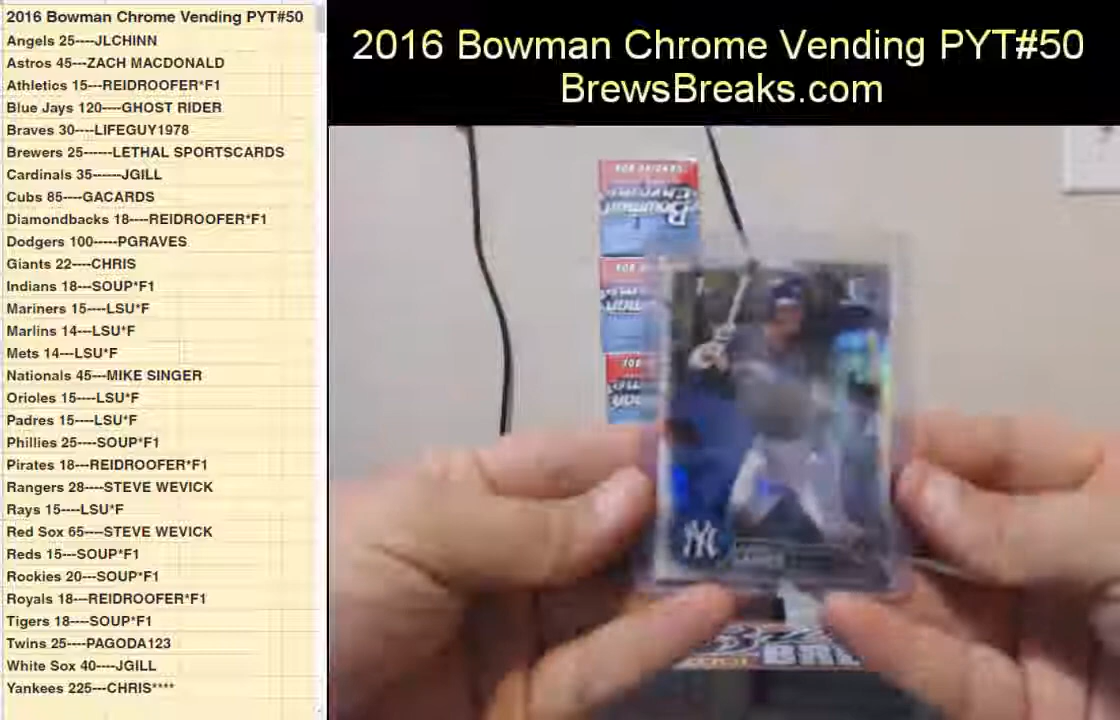 2016 Bowman Chrome Vending PYT#50
Angels 25----JLCHINN
Astros 45---ZACH MACDONALD
Athletics 15----REIDROOFER*F1
Blue Jays 120----GHOST RIDER
Braves 30----LIFEGUY1978
Brewers 25------LETHAL SPORTSCARDS
Cardinals 35------JGILL
Cubs 85----GACARDS
Diamondbacks 18----REIDROOFER*F1
Dodgers 100-----PGRAVES
Giants 22----CHRIS
Indians 18----SOUP*F1
Mariners 15----LSU*F
Marlins 14---LSU*F
Mets 14---LSU*F
Nationals 45----MIKE SINGER
Orioles 15----LSU*F
Padres 15----LSU*F
Phillies 25----SOUP*F1
Pirates 18----REIDROOFER*F1
Rangers 28----STEVE WEVICK
Rays 15----LSU*F
Red Sox 65----STEVE WEVICK
Reds 15---SOUP*F1
Rockies 20---SOUP*F1
Royals 18---REIDROOFER*F1
Tigers 18----SOUP*F1
Twins 25----PAGODA123
White Sox 40----JGILL
Yankees 225---CHRIS****
2016 Bowman Chrome Vending PYT#50
BrewsBreaks.com
Bowman
Chrome
NY